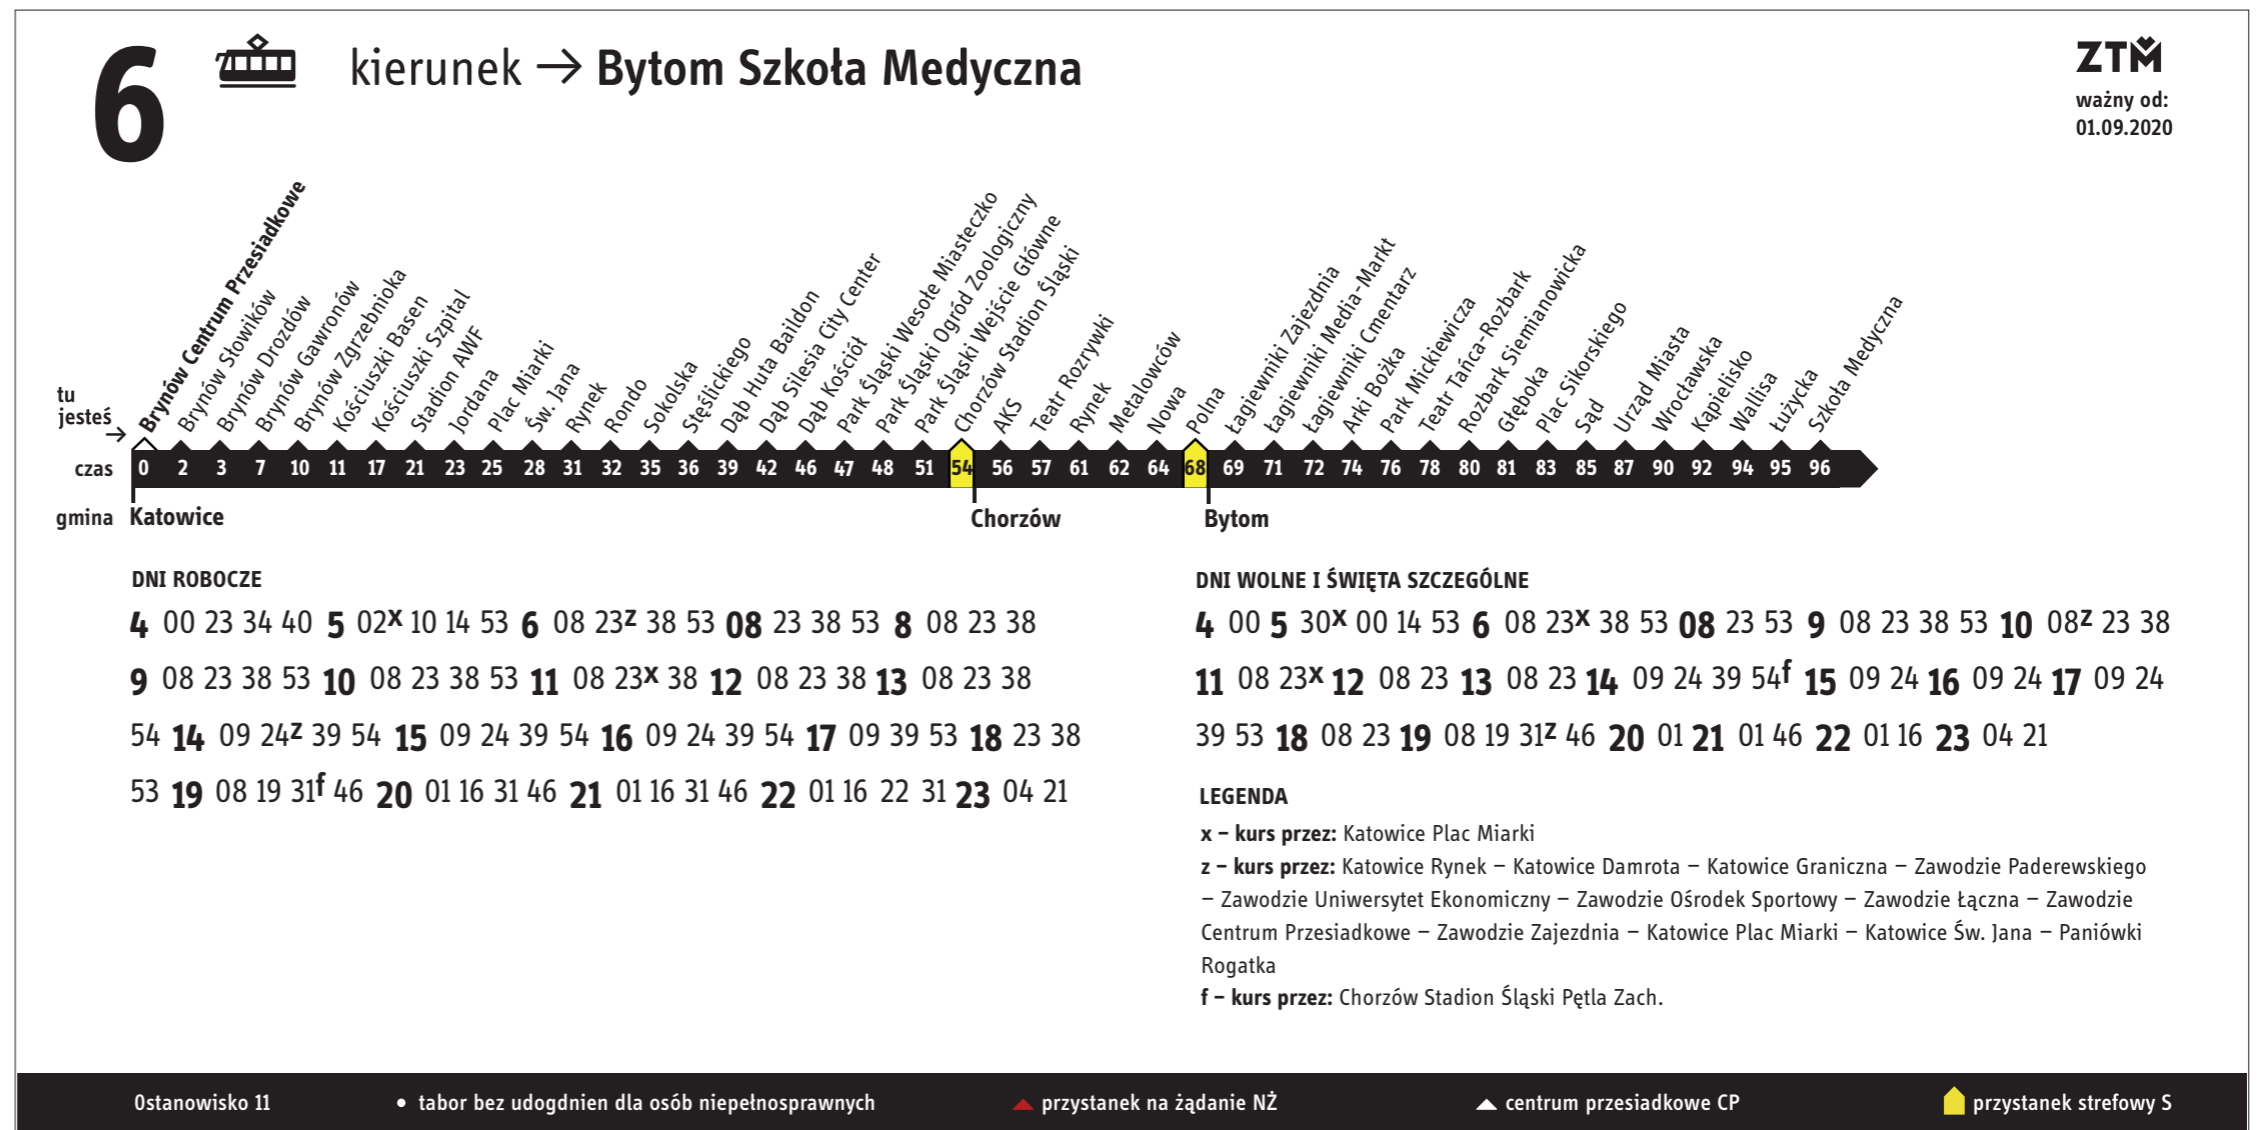 6 kierunek → Bytom Szkoła Medyczna
ZTM
ważny od:
01.09.2020
tu
jesteś
→
Brynów Centrum Przesiadkowe
Brynów Słowików
Brynów Drozdów
Brynów Gawronów
Brynów Zgrzebnioka
Kościuszki Basen
Kościuszki Szpital
Stadion AWF
Jordana
Plac Miarki
Św. Jana
Rynek
Rondo
Sokolska
Stęślickiego
Dąb Huta Baildon
Dąb Silesia City Center
Dąb Kościół
Park Śląski Wesołe Miasteczko
Park Śląski Ogród Zoologiczny
Park Śląski Wejście Główne
Chorzów Stadion Śląski
AKS
Teatr Rozrywki
Rynek
Metalowców
Nowa
Polna
Łagiewniki Zajezdnia
Łagiewniki Media-Markt
Łagiewniki Cmentarz
Arki Bożka
Park Mickiewicza
Teatr Tańca-Rozbark
Rozbark Siemianowicka
Głęboka
Plac Sikorskiego
Sąd
Urząd Miasta
Wrocławska
Kąpielisko
Wallisa
Łużycka
Szkoła Medyczna
czas 0 2 3 7 10 11 17 21 23 25 28 31 32 35 36 39 42 46 47 48 51 54 56 57 61 62 64 68 69 71 72 74 76 78 80 81 83 85 87 90 92 94 95 96
gmina Katowice Chorzów Bytom
DNI ROBOCZE
4 00 23 34 40 5 02x 10 14 53 6 08 23z 38 53 08 23 38 53 8 08 23 38
9 08 23 38 53 10 08 23 38 53 11 08 23x 38 12 08 23 38 13 08 23 38
54 14 09 24z 39 54 15 09 24 39 54 16 09 24 39 54 17 09 39 53 18 23 38
53 19 08 19 31f 46 20 01 16 31 46 21 01 16 31 46 22 01 16 22 31 23 04 21
DNI WOLNE I ŚWIĘTA SZCZEGÓLNE
4 00 5 30x 00 14 53 6 08 23x 38 53 08 23 53 9 08 23 38 53 10 08z 23 38
11 08 23x 12 08 23 13 08 23 14 09 24 39 54f 15 09 24 16 09 24 17 09 24
39 53 18 08 23 19 08 19 31z 46 20 01 21 01 46 22 01 16 23 04 21
LEGENDA
x – kurs przez: Katowice Plac Miarki
z – kurs przez: Katowice Rynek – Katowice Damrota – Katowice Graniczna – Zawodzie Paderewskiego
– Zawodzie Uniwersytet Ekonomiczny – Zawodzie Ośrodek Sportowy – Zawodzie Łączna – Zawodzie
Centrum Przesiadkowe – Zawodzie Zajezdnia – Katowice Plac Miarki – Katowice Św. Jana – Paniówki
Rogatka
f – kurs przez: Chorzów Stadion Śląski Pętla Zach.
Ostanowisko 11 • tabor bez udogdnien dla osób niepełnosprawnych przystanek na żądanie NŻ centrum przesiadkowe CP przystanek strefowy S